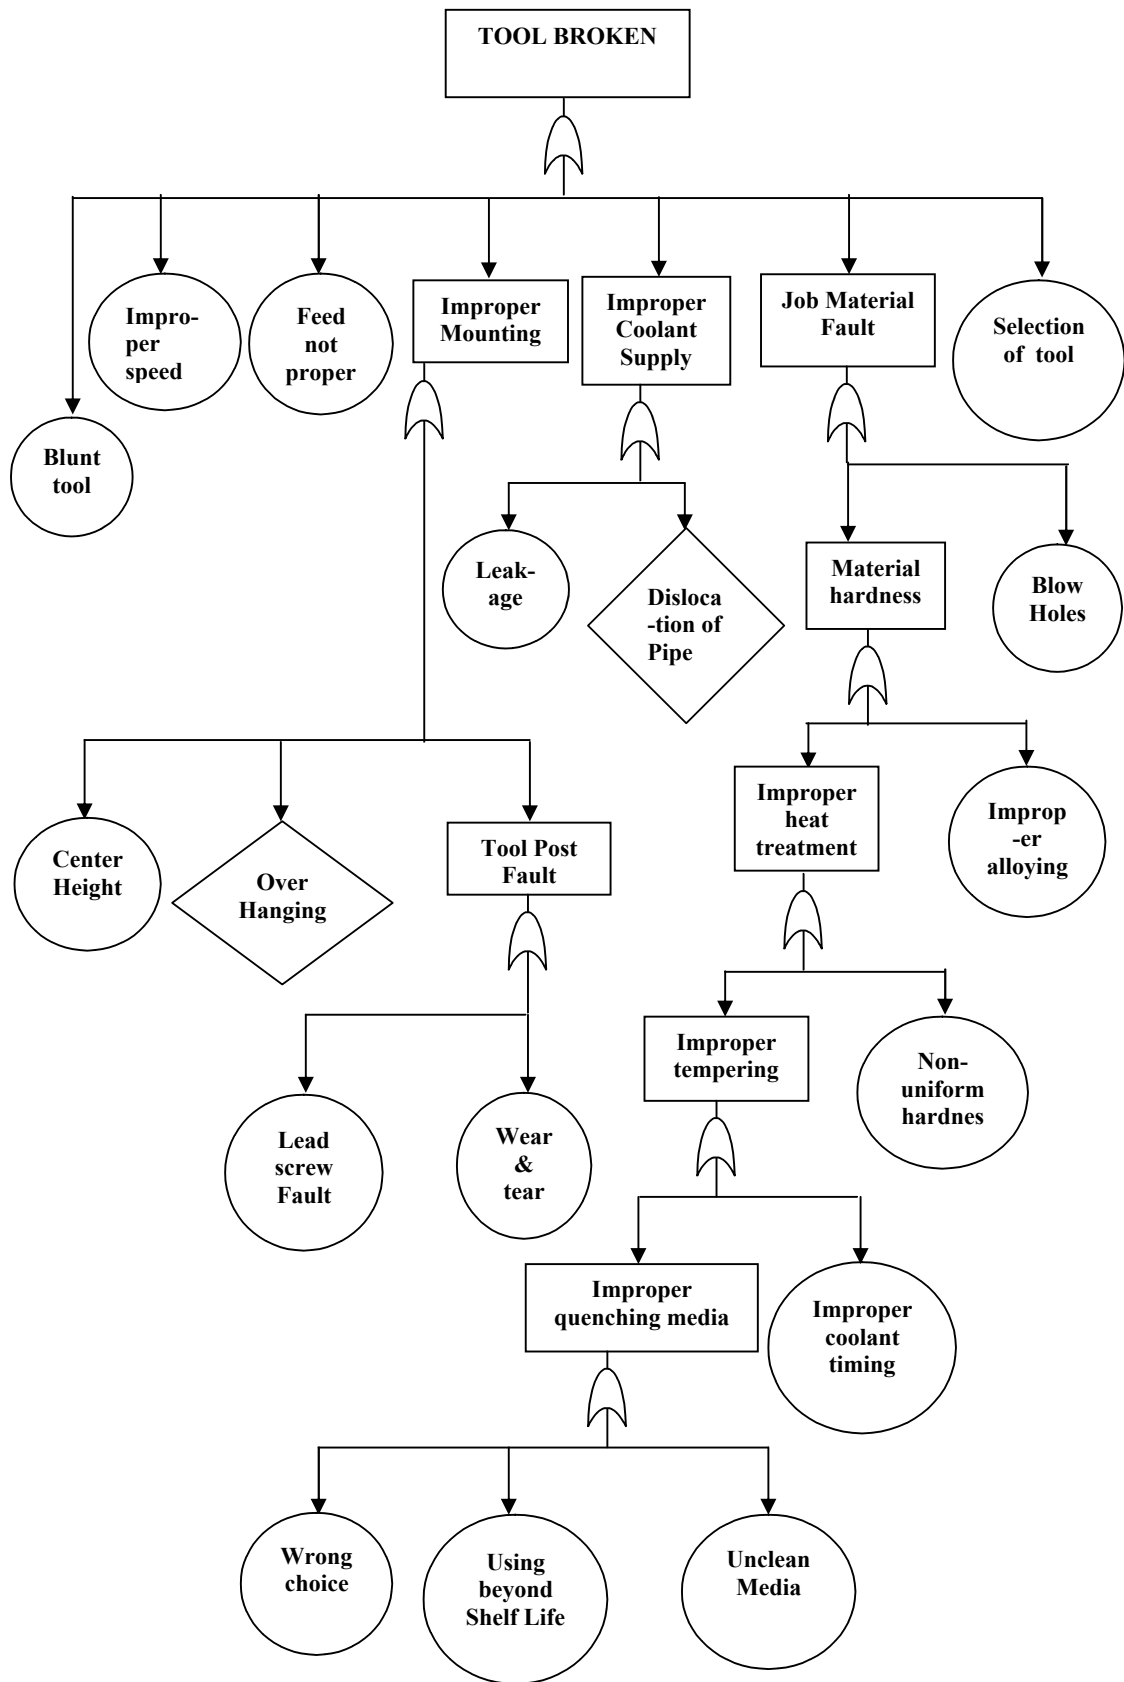 TOOL BROKEN
Impro-
per
speed
Feed
not
proper
Improper
Mounting
Improper
Coolant
Supply
Job Material
Fault
Selection
of tool
Blunt
tool
Leak-
age
Disloca
-tion of
Pipe
Material
hardness
Blow
Holes
Center
Height
Over
Hanging
Tool Post
Fault
Improper
heat
treatment
Improp
-er
alloying
Lead
screw
Fault
Wear
&
tear
Improper
tempering
Non-
uniform
hardnes
Improper
quenching media
Improper
coolant
timing
Wrong
choice
Using
beyond
Shelf Life
Unclean
Media